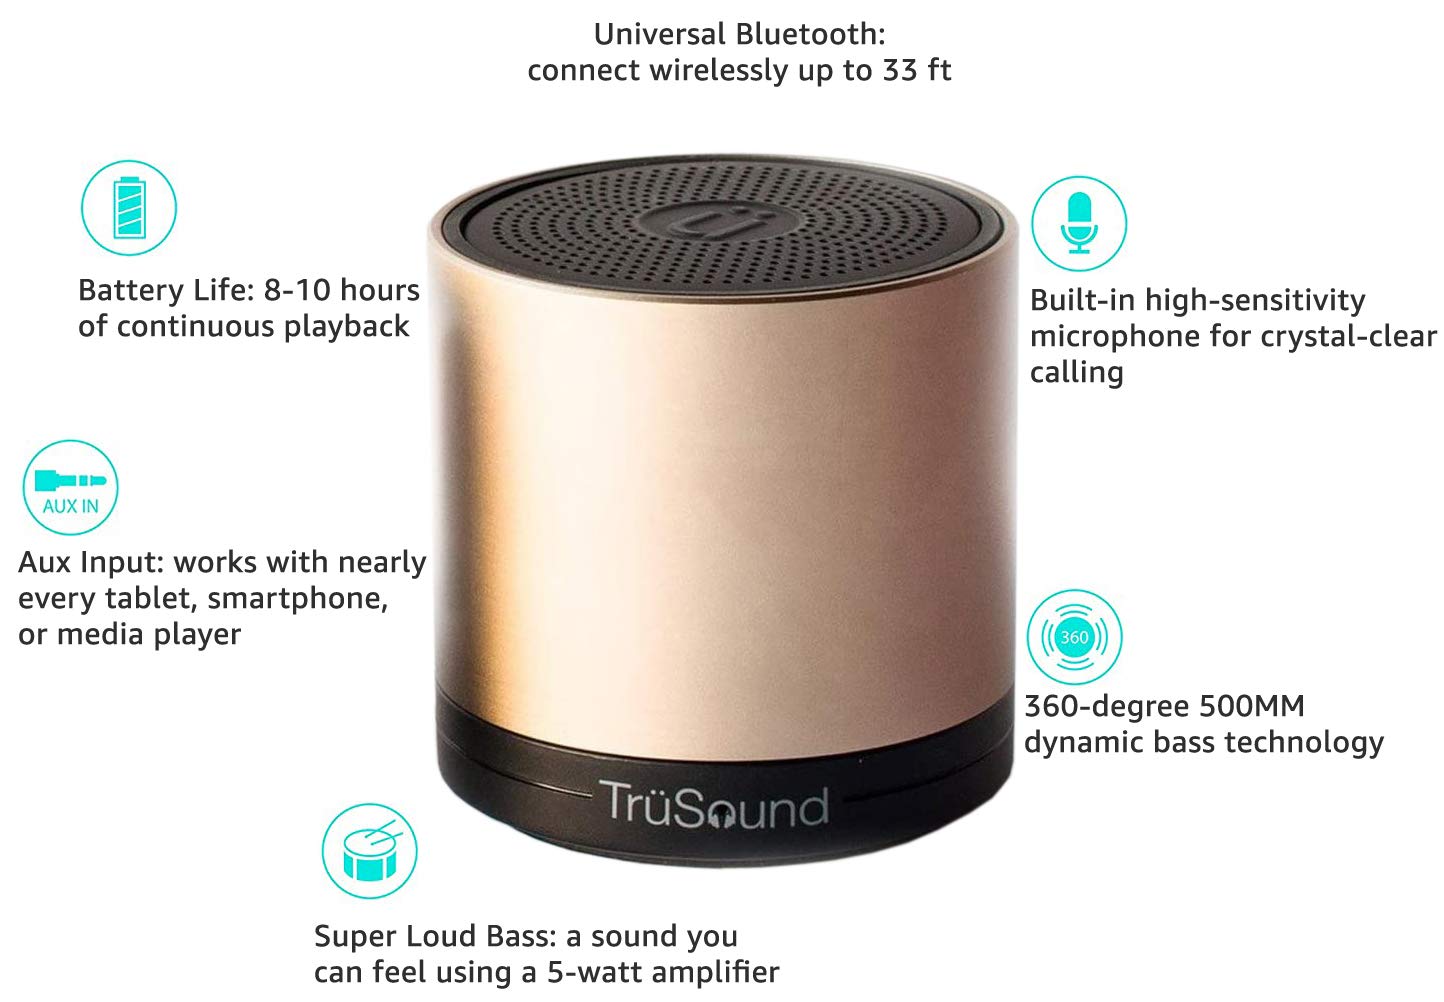 Universal Bluetooth:
connect wirelessly up to 33 ft
Battery Life: 8-10 hours
of continuous playback
Built-in high-sensitivity
microphone for crystal-clear
calling
AUX IN
Aux Input: works with nearly
every tablet, smartphone,
or media player
360
360-degree 500MM
dynamic bass technology
TrüSound
Super Loud Bass: a sound you
can feel using a 5-watt amplifier